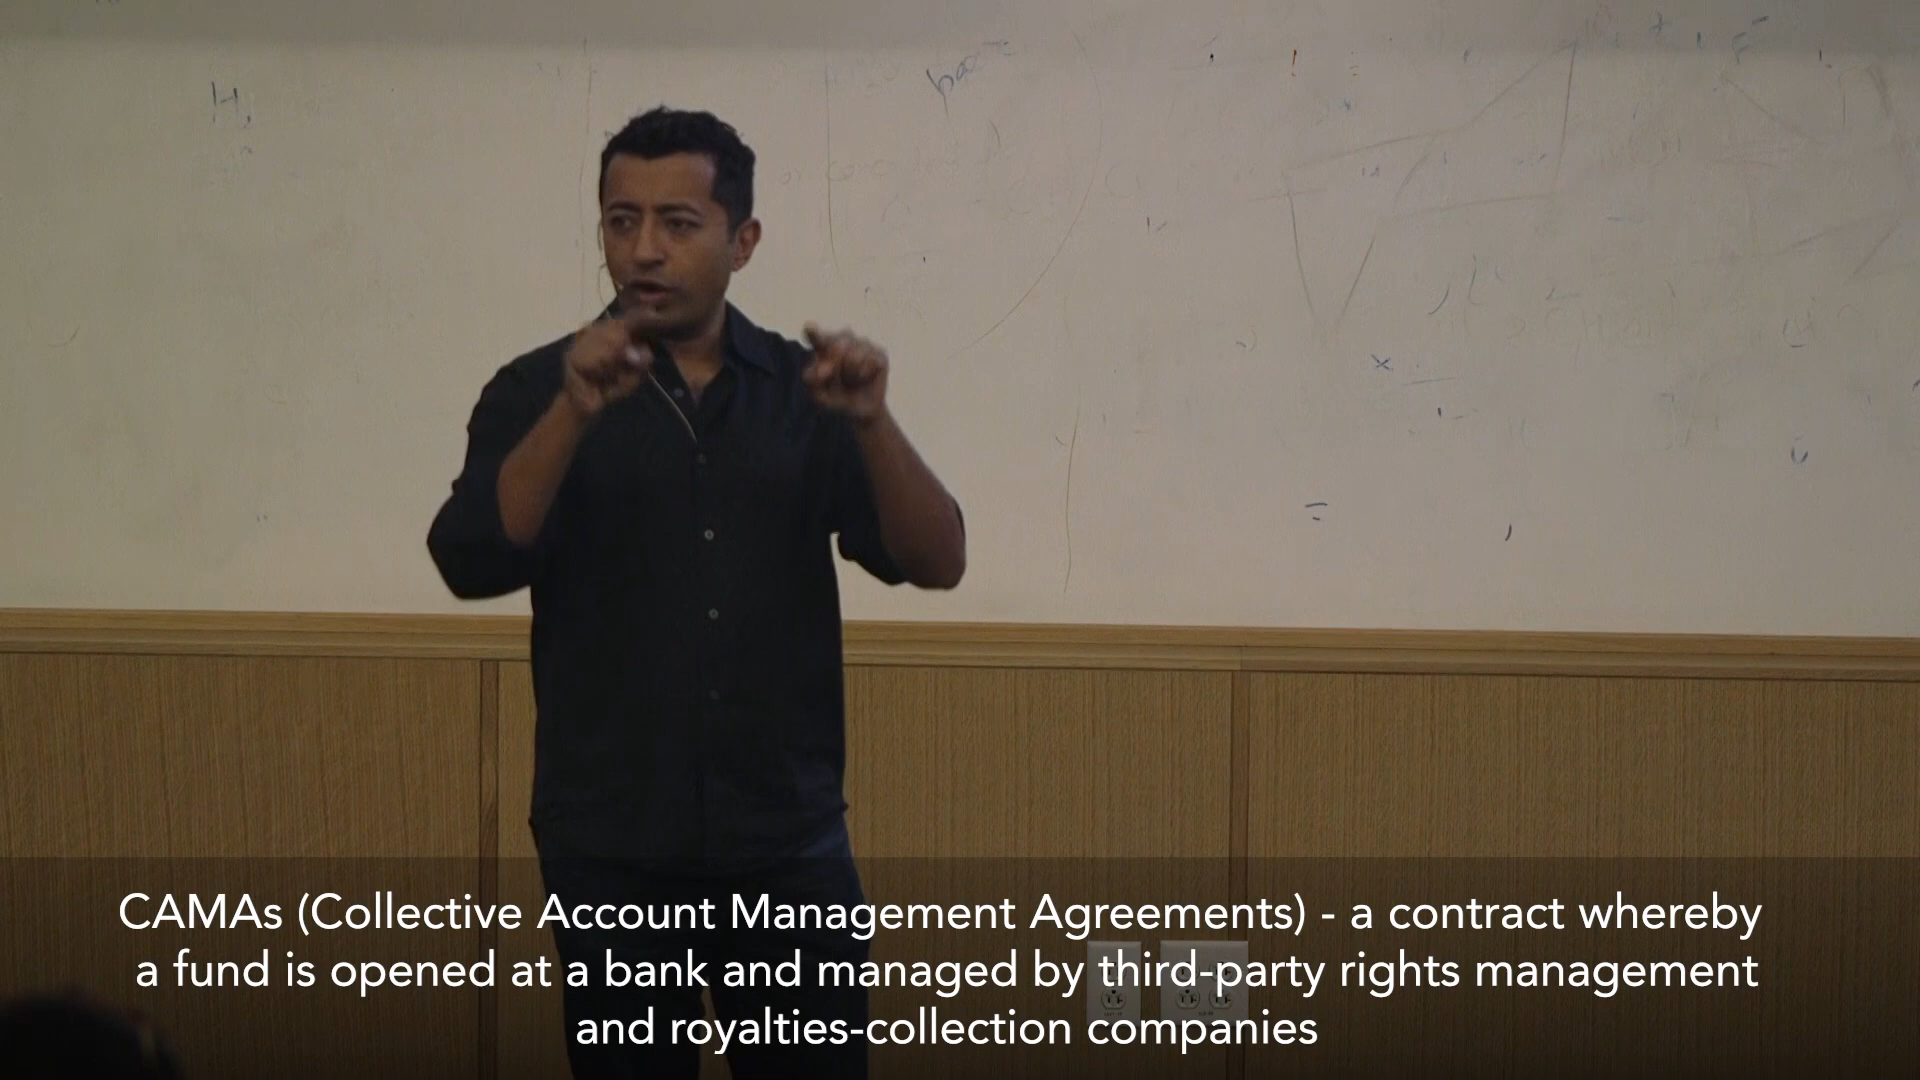 H,
CAMAs (Collective Account Management Agreements) - a contract whereby
a fund is opened at a bank and managed by third-party rights management
and royalties-collection companies